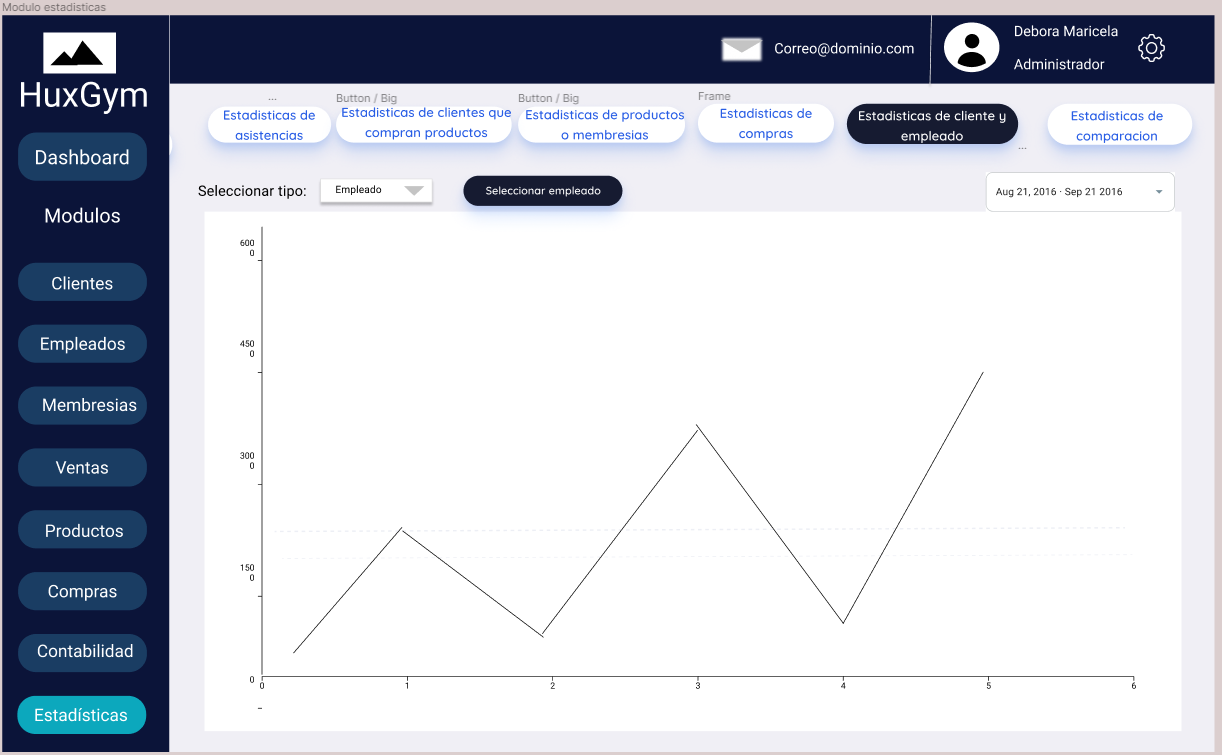 Modulo estadisticas
HuxGym
Dashboard
Modulos
Clientes
Empleados
Membresias
Ventas
Productos
Compras
Contabilidad
Estadísticas
Correo@dominio.com
Debora Maricela
Administrador
...
Estadisticas de
asistencias
Button / Big
Estadisticas de clientes que
compran productos
Button / Big
Estadisticas de productos
o membresias
Frame
Estadisticas de
compras
Estadisticas de cliente y
empleado
...
Estadisticas de
comparacion
Seleccionar tipo:
Empleado
Seleccionar empleado
Aug 21, 2016 · Sep 21 2016
600
0
450
0
300
0
150
0
0
0 1 2 3 4 5 6